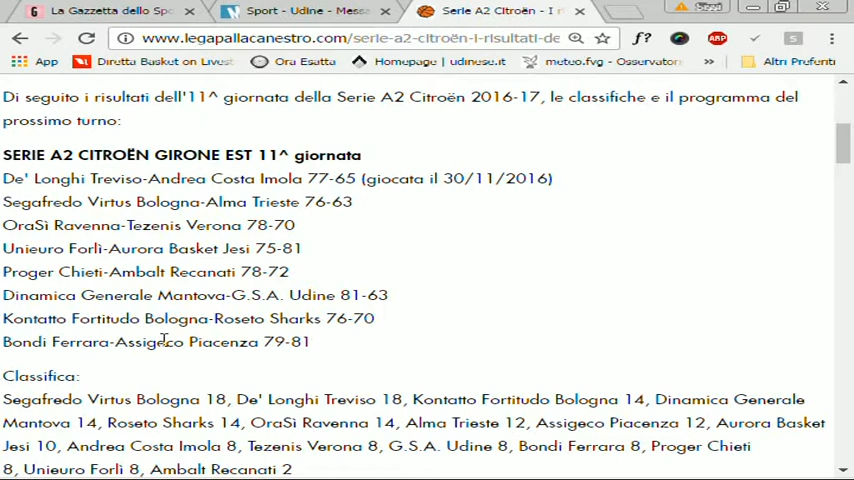 La Gazzetta dello Spo
Sport - Udine - Messa
Serie A2 Citroën - I r
www.legapallacanestro.com/serie-a2-citroën-i-risultati-de
f?
ABP
S
App
Diretta Basket on Livest
Ora Esatta
Homepage | udinese.it
meteo.fvg - Osservator
»
Altri Preferiti
Di seguito i risultati dell'11^ giornata della Serie A2 Citroën 2016-17, le classifiche e il programma del
prossimo turno:
SERIE A2 CITROËN GIRONE EST 11^ giornata
De' Longhi Treviso-Andrea Costa Imola 77-65 (giocata il 30/11/2016)
Segafredo Virtus Bologna-Alma Trieste 76-63
OraSì Ravenna-Tezenis Verona 78-70
Unieuro Forlì-Aurora Basket Jesi 75-81
Proger Chieti-Ambalt Recanati 78-72
Dinamica Generale Mantova-G.S.A. Udine 81-63
Kontatto Fortitudo Bologna-Roseto Sharks 76-70
Bondi Ferrara-Assigeco Piacenza 79-81
Classifica:
Segafredo Virtus Bologna 18, De' Longhi Treviso 18, Kontatto Fortitudo Bologna 14, Dinamica Generale
Mantova 14, Roseto Sharks 14, OraSì Ravenna 14, Alma Trieste 12, Assigeco Piacenza 12, Aurora Basket
Jesi 10, Andrea Costa Imola 8, Tezenis Verona 8, G.S.A. Udine 8, Bondi Ferrara 8, Proger Chieti
8, Unieuro Forlì 8, Ambalt Recanati 2